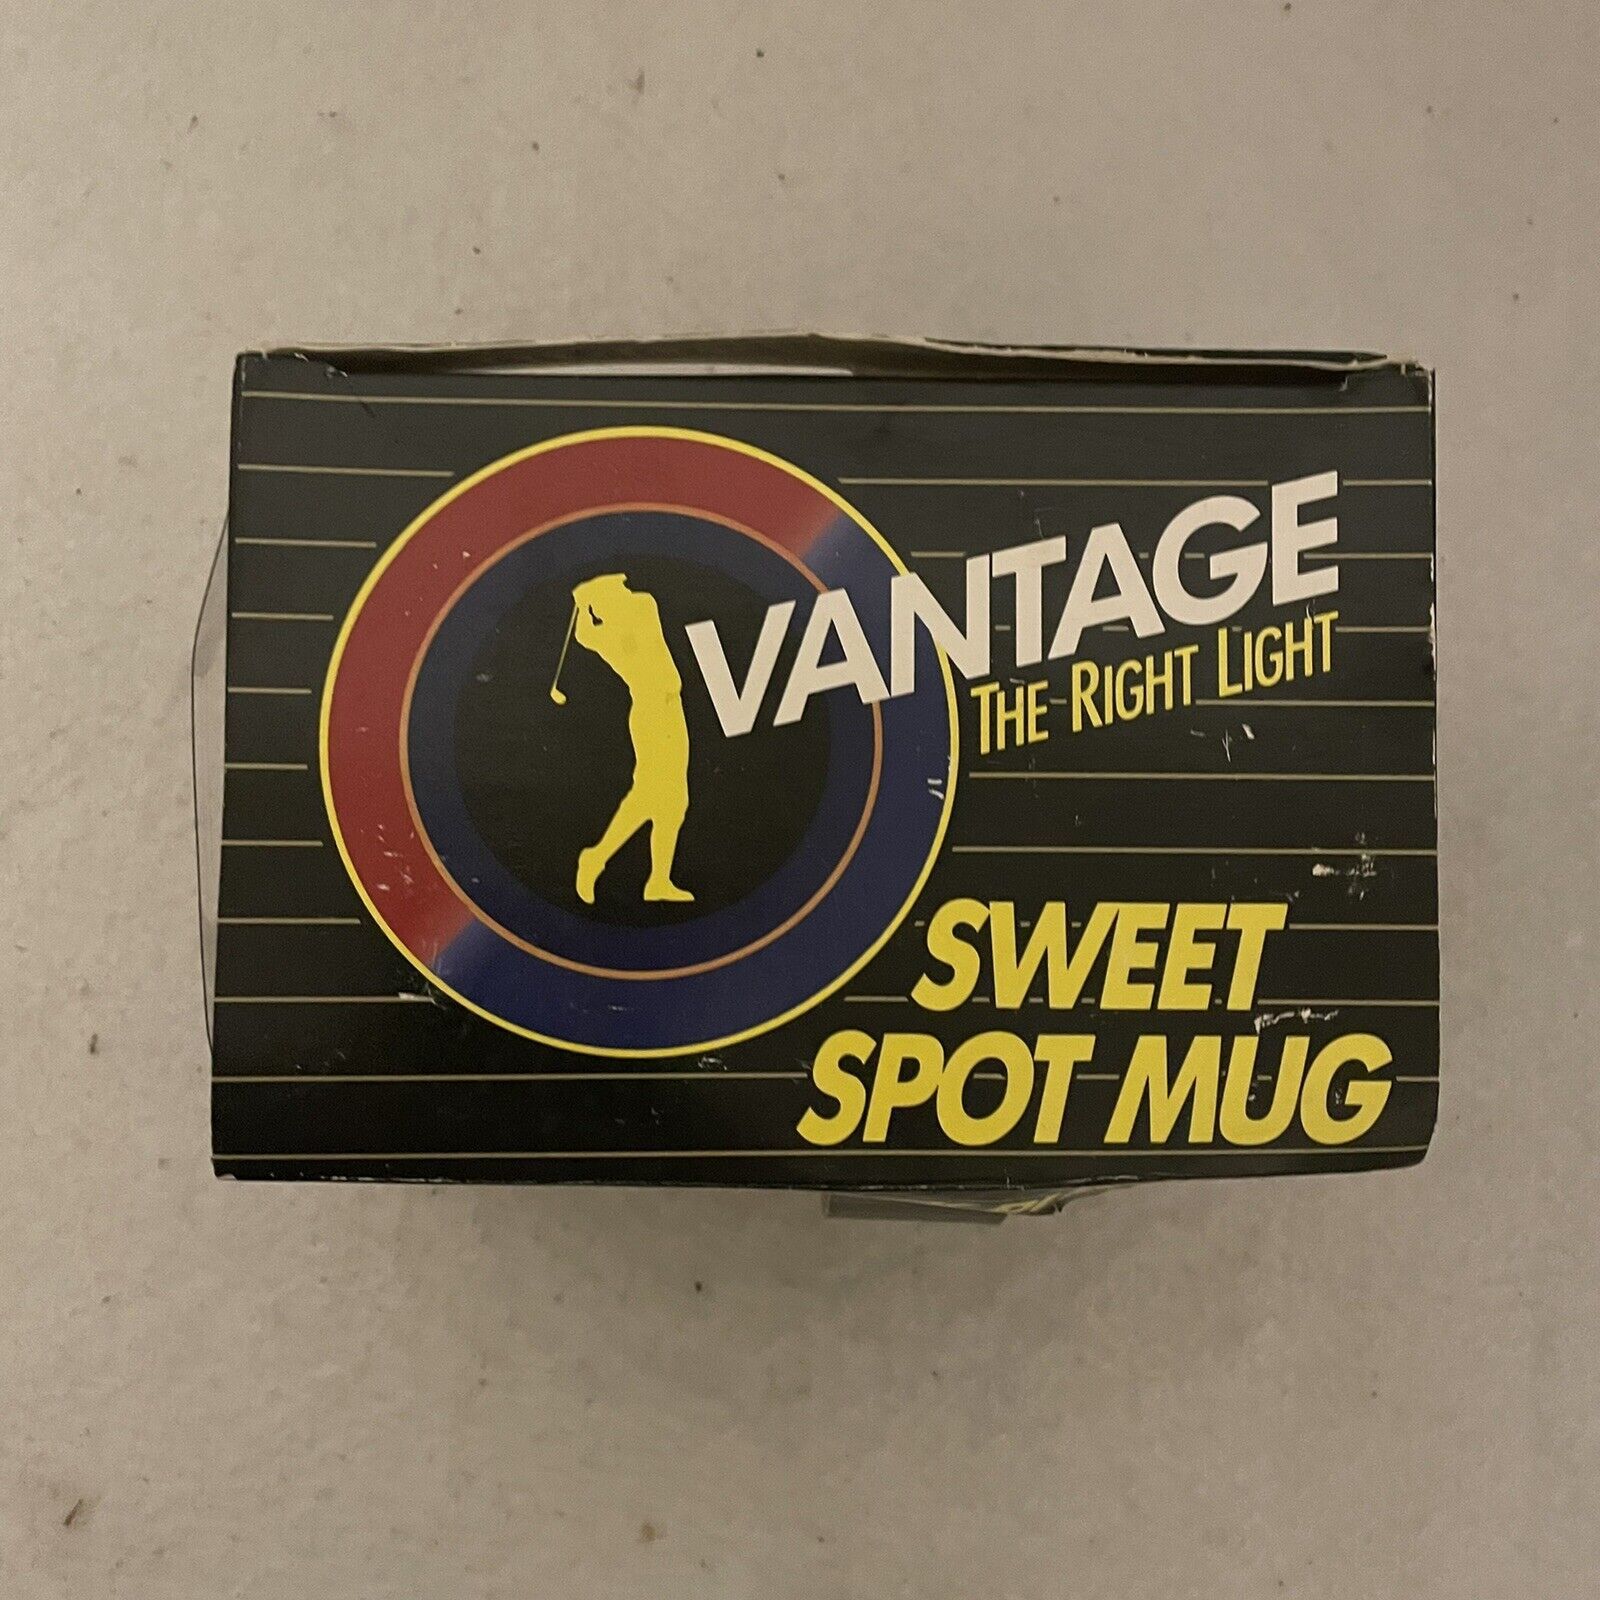 VANTAGE
THE RIGHT LIGHT
SWEET
SPOT MUG